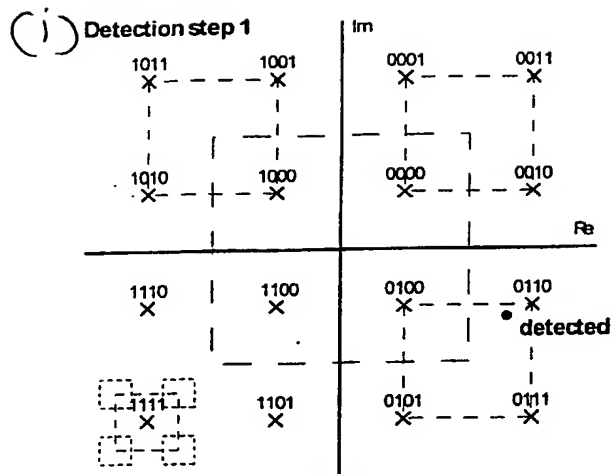 (i) Detection step 1
Im
1011 1001 0001 0011
1010 1000 0000 0010
Re
1110 1100 0100 0110
detected
1111 1101 0101 0111